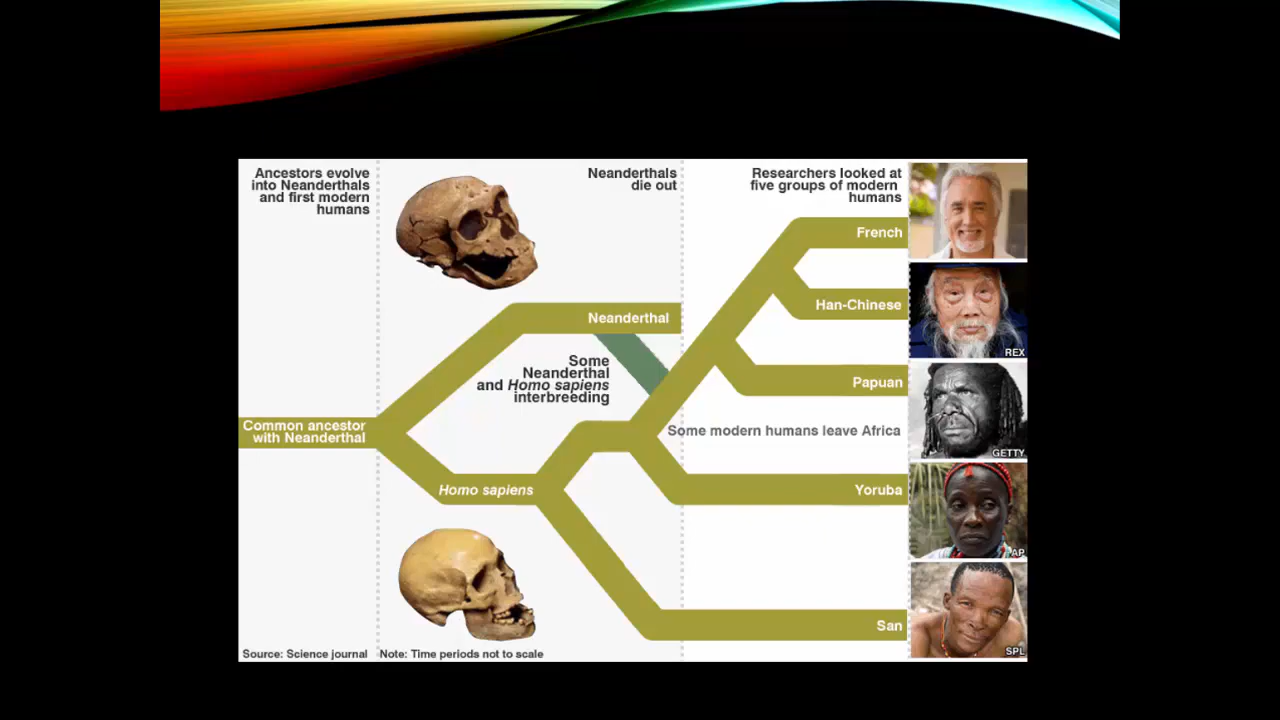 Ancestors evolve
into Neanderthals
and first modern
humans
Neanderthals
die out
Researchers looked at
five groups of modern
humans
French
Han-Chinese
REX
Neanderthal
Some
Neanderthal
and Homo sapiens
interbreeding
Papuan
Common ancestor
with Neanderthal
Some modern humans leave Africa
GETTY
Homo sapiens
Yoruba
AP
San
SPL
Source: Science journal
Note: Time periods not to scale